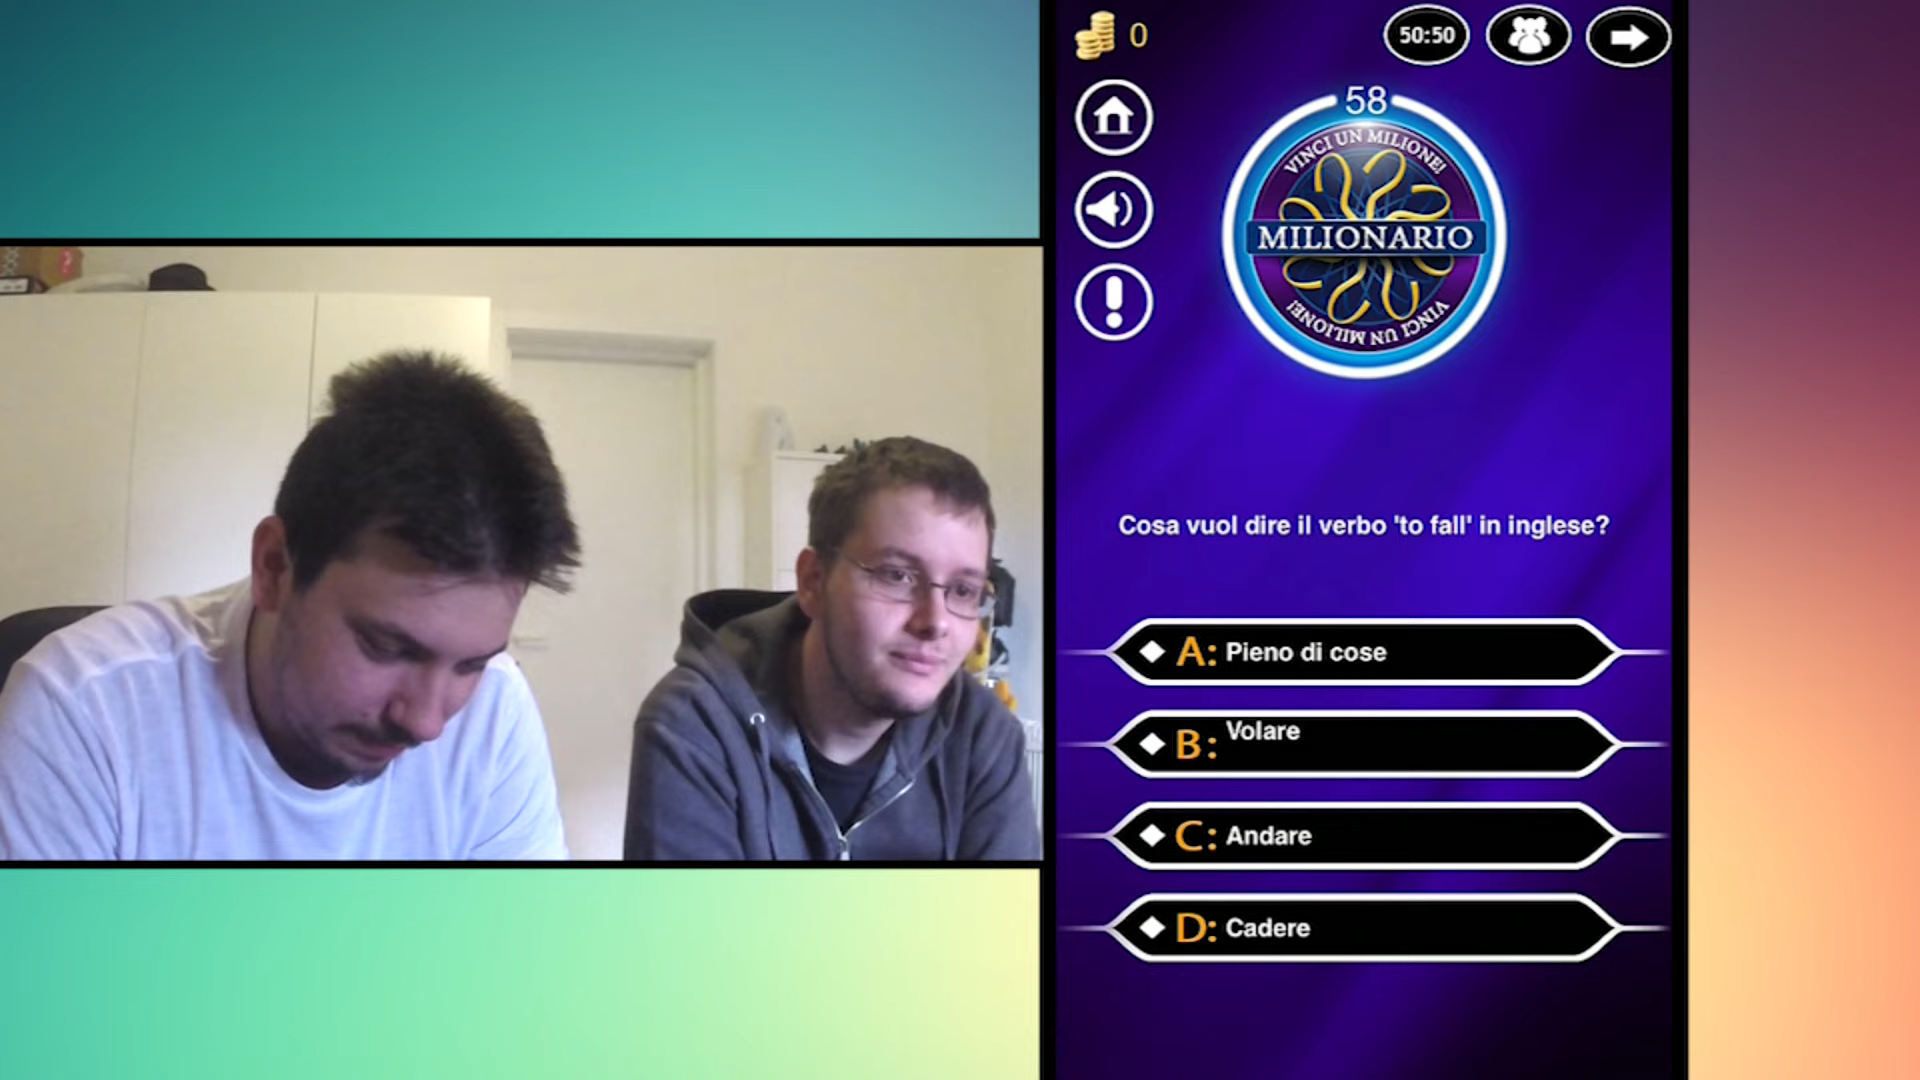 0
50:50
58
VINCI UN MILIONE!
MILIONARIO
VINCI UN MILIONE!
Cosa vuol dire il verbo 'to fall' in inglese?
A: Pieno di cose
B: Volare
C: Andare
D: Cadere